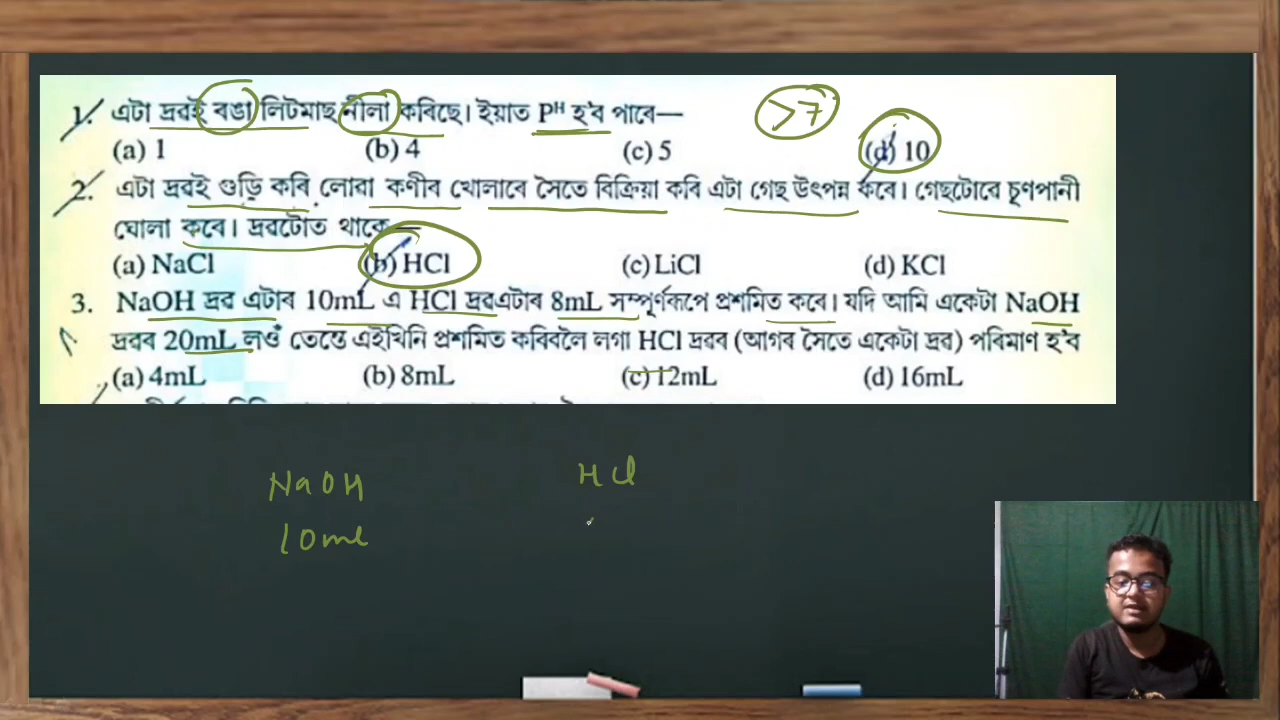 1. এটা দ্ৰৱই ৰঙা লিটমাছ নীলা কৰিছে। ইয়াত Pᴴ হ'ব পাৰে—
(a) 1 (b) 4 (c) 5 (d) 10
>7
2. এটা দ্ৰৱই গুড়ি কৰি লোৱা কণীৰ খোলাৰে সৈতে বিক্ৰিয়া কৰি এটা গেছ উৎপন্ন কৰে। গেছটোৰে চূণপানী
ঘোলা কৰে। দ্ৰৱটোত থাকে—
(a) NaCl (b) HCl (c) LiCl (d) KCl
3. NaOH দ্ৰৱ এটাৰ 10mL এ HCl দ্ৰৱএটাৰ 8mL সম্পূৰ্ণৰূপে প্ৰশমিত কৰে। যদি আমি একেটা NaOH
দ্ৰৱৰ 20mL লওঁ তেন্তে এইখিনি প্ৰশমিত কৰিবলৈ লগা HCl দ্ৰৱৰ (আগৰ সৈতে একেটা দ্ৰৱ) পৰিমাণ হ'ব
(a) 4mL (b) 8mL (c) 12mL (d) 16mL
NaOH HCl
10ml